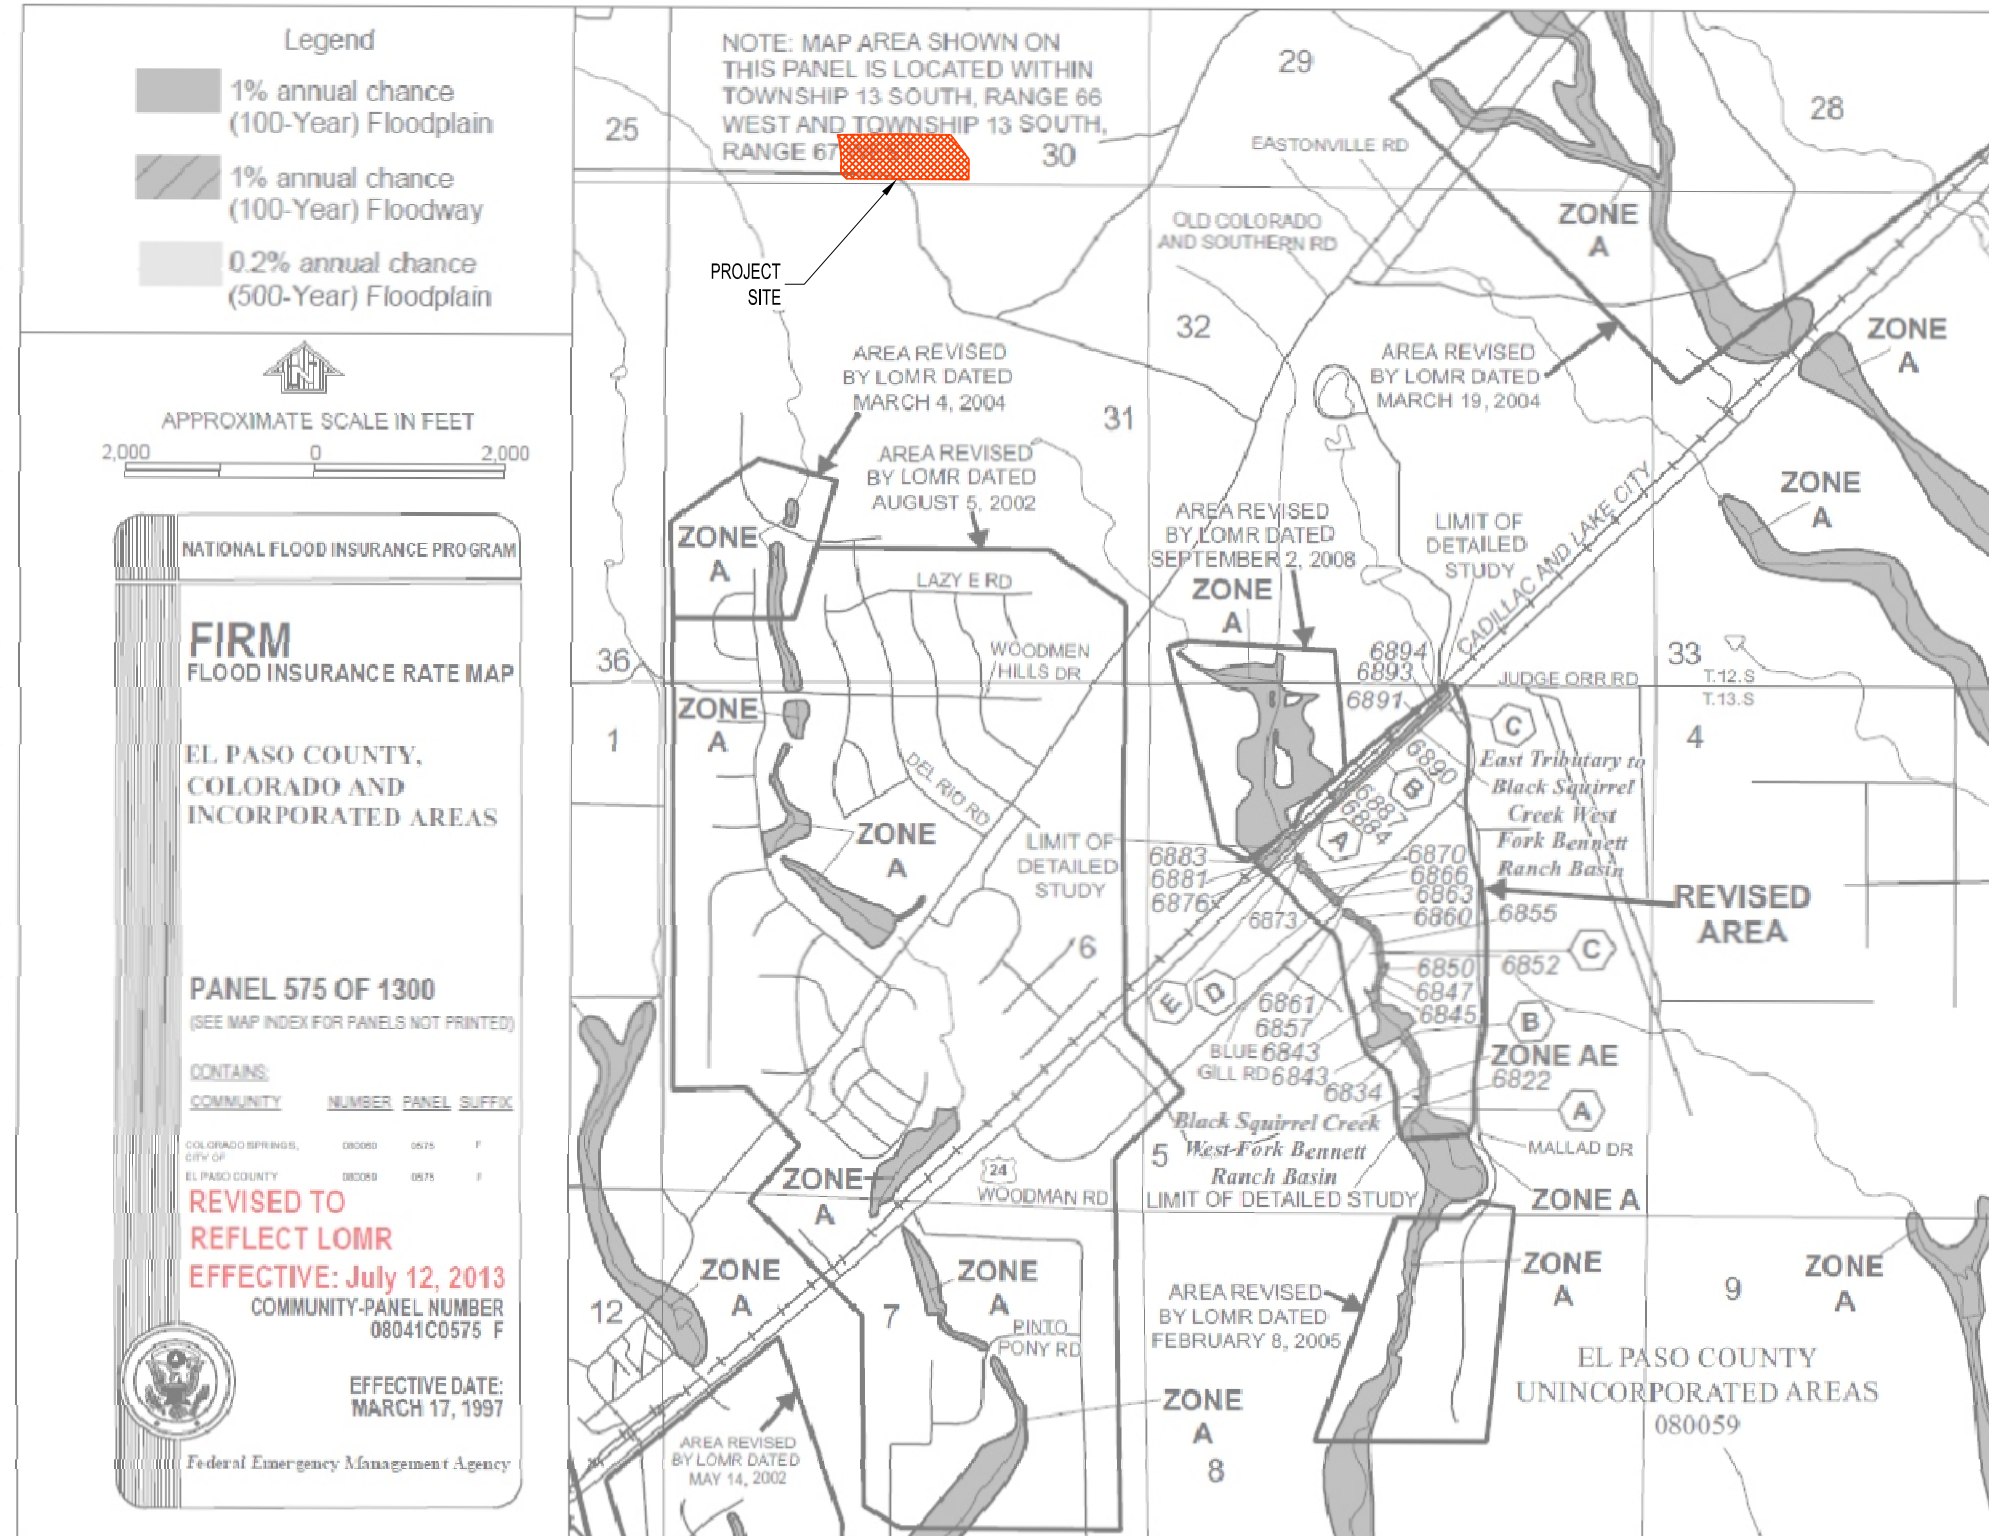 Legend
1% annual chance
(100-Year) Floodplain
1% annual chance
(100-Year) Floodway
0.2% annual chance
(500-Year) Floodplain
N
APPROXIMATE SCALE IN FEET
2,000 0 2,000
NATIONAL FLOOD INSURANCE PROGRAM
FIRM
FLOOD INSURANCE RATE MAP
EL PASO COUNTY,
COLORADO AND
INCORPORATED AREAS
PANEL 575 OF 1300
(SEE MAP INDEX FOR PANELS NOT PRINTED)
CONTAINS:
COMMUNITY NUMBER PANEL SUFFIX
COLORADO SPRINGS,
CITY OF 080060 0575 F
EL PASO COUNTY 080059 0575 F
REVISED TO
REFLECT LOMR
EFFECTIVE: July 12, 2013
COMMUNITY-PANEL NUMBER
08041C0575 F
EFFECTIVE DATE:
MARCH 17, 1997
Federal Emergency Management Agency
NOTE: MAP AREA SHOWN ON
THIS PANEL IS LOCATED WITHIN
TOWNSHIP 13 SOUTH, RANGE 66
WEST AND TOWNSHIP 13 SOUTH,
RANGE 67
25
30
29
28
EASTONVILLE RD
OLD COLORADO
AND SOUTHERN RD
ZONE
A
PROJECT
SITE
32
31
AREA REVISED
BY LOMR DATED
MARCH 4, 2004
AREA REVISED
BY LOMR DATED
MARCH 19, 2004
ZONE
A
AREA REVISED
BY LOMR DATED
AUGUST 5, 2002
AREA REVISED
BY LOMR DATED
SEPTEMBER 2, 2008
ZONE
A
LIMIT OF
DETAILED
STUDY
CADILLAC AND LAKE CITY
ZONE
A
ZONE
A
LAZY E RD
WOODMEN
HILLS DR
36
33
T.12.S
T.13.S
JUDGE ORR RD
6894
6893
6891
6890
6887
6884
C
B
A
East Tributary to
Black Squirrel
Creek West
Fork Bennett
Ranch Basin
1
4
ZONE
A
DEL RIO RD
ZONE
A
LIMIT OF
DETAILED
STUDY
6883
6881
6876
6873
6870
6866
6863
6860
6855
REVISED
AREA
6
C
6850
6852
6847
6845
B
E
D
6861
6857
BLUE
GILL RD
6843
6843
6834
ZONE AE
6822
A
Black Squirrel Creek
West Fork Bennett
Ranch Basin
5
LIMIT OF DETAILED STUDY
MALLAD DR
ZONE A
24
WOODMAN RD
ZONE
A
12
ZONE
A
7
ZONE
A
PINTO
PONY RD
AREA REVISED
BY LOMR DATED
FEBRUARY 8, 2005
ZONE
A
9
ZONE
A
EL PASO COUNTY
UNINCORPORATED AREAS
080059
ZONE
A
8
AREA REVISED
BY LOMR DATED
MAY 14, 2002